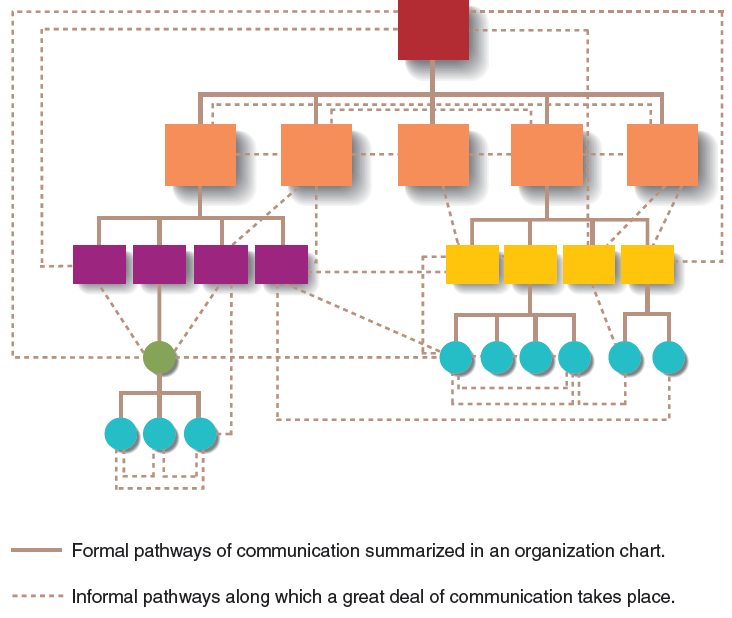 Formal pathways of communication summarized in an organization chart.
Informal pathways along which a great deal of communication takes place.